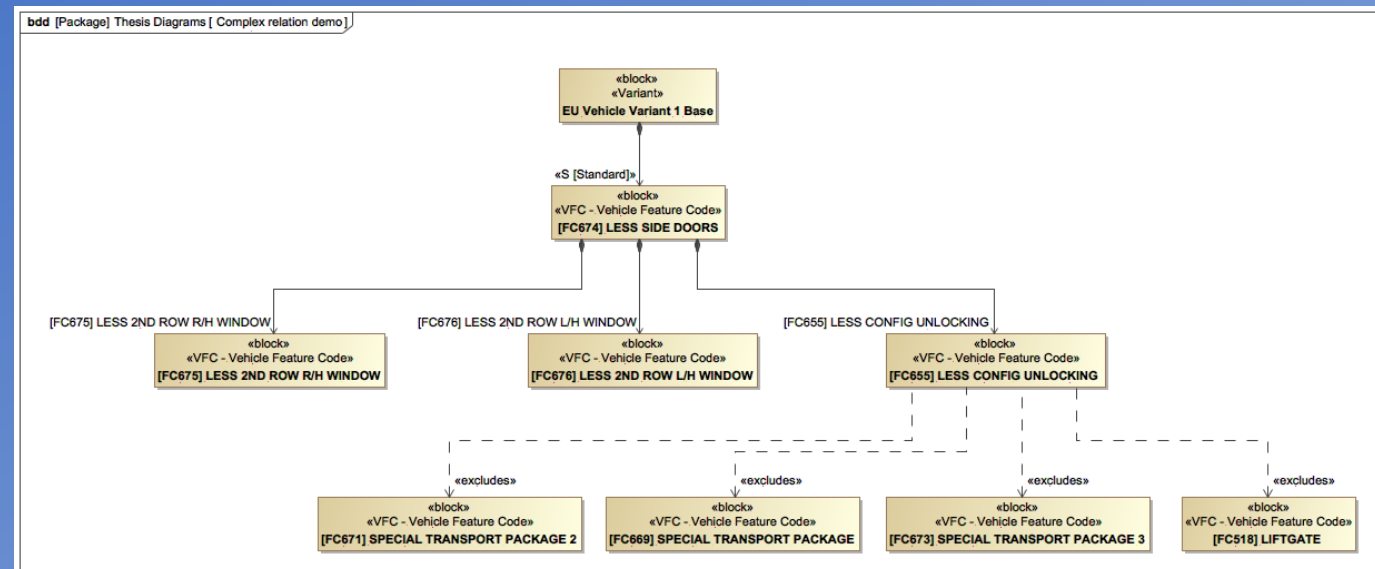 bdd [Package] Thesis Diagrams [ Complex relation demo ]
«block»
«Variant»
EU Vehicle Variant 1 Base
«S [Standard]»
«block»
«VFC - Vehicle Feature Code»
[FC674] LESS SIDE DOORS
[FC675] LESS 2ND ROW R/H WINDOW
[FC676] LESS 2ND ROW L/H WINDOW
[FC655] LESS CONFIG UNLOCKING
«block»
«VFC - Vehicle Feature Code»
[FC675] LESS 2ND ROW R/H WINDOW
«block»
«VFC - Vehicle Feature Code»
[FC676] LESS 2ND ROW L/H WINDOW
«block»
«VFC - Vehicle Feature Code»
[FC655] LESS CONFIG UNLOCKING
«excludes»
«excludes»
«excludes»
«excludes»
«block»
«VFC - Vehicle Feature Code»
[FC671] SPECIAL TRANSPORT PACKAGE 2
«block»
«VFC - Vehicle Feature Code»
[FC669] SPECIAL TRANSPORT PACKAGE
«block»
«VFC - Vehicle Feature Code»
[FC673] SPECIAL TRANSPORT PACKAGE 3
«block»
«VFC - Vehicle Feature Code»
[FC518] LIFTGATE